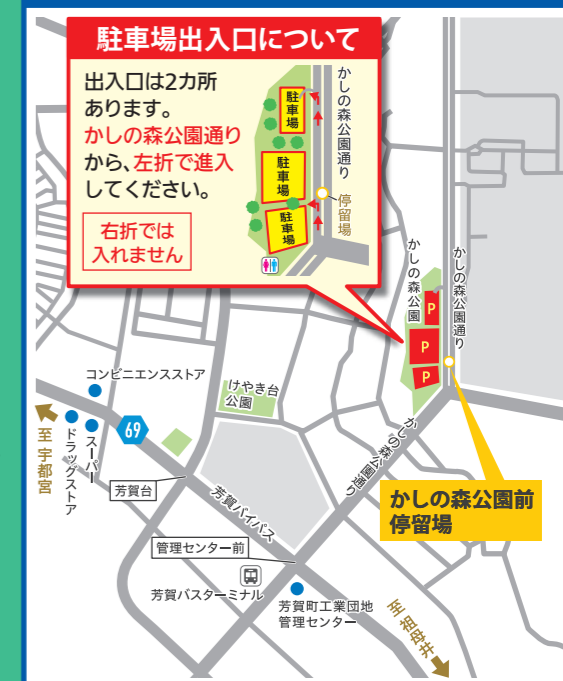 駐車場出入口について
出入口は2カ所
あります。
かしの森公園通り
から、左折で進入
してください。
右折では
入れません
駐車場
駐車場
駐車場
かしの森公園通り
停留場
かしの森公園
かしの森公園通り
P
P
P
コンビニエンスストア
けやき台
公園
69
至 宇都宮
ドラッグストア
スーパー
芳賀台
芳賀バイパス
かしの森公園通り
かしの森公園前
停留場
管理センター前
芳賀バスターミナル
芳賀町工業団地
管理センター
至 祖母井